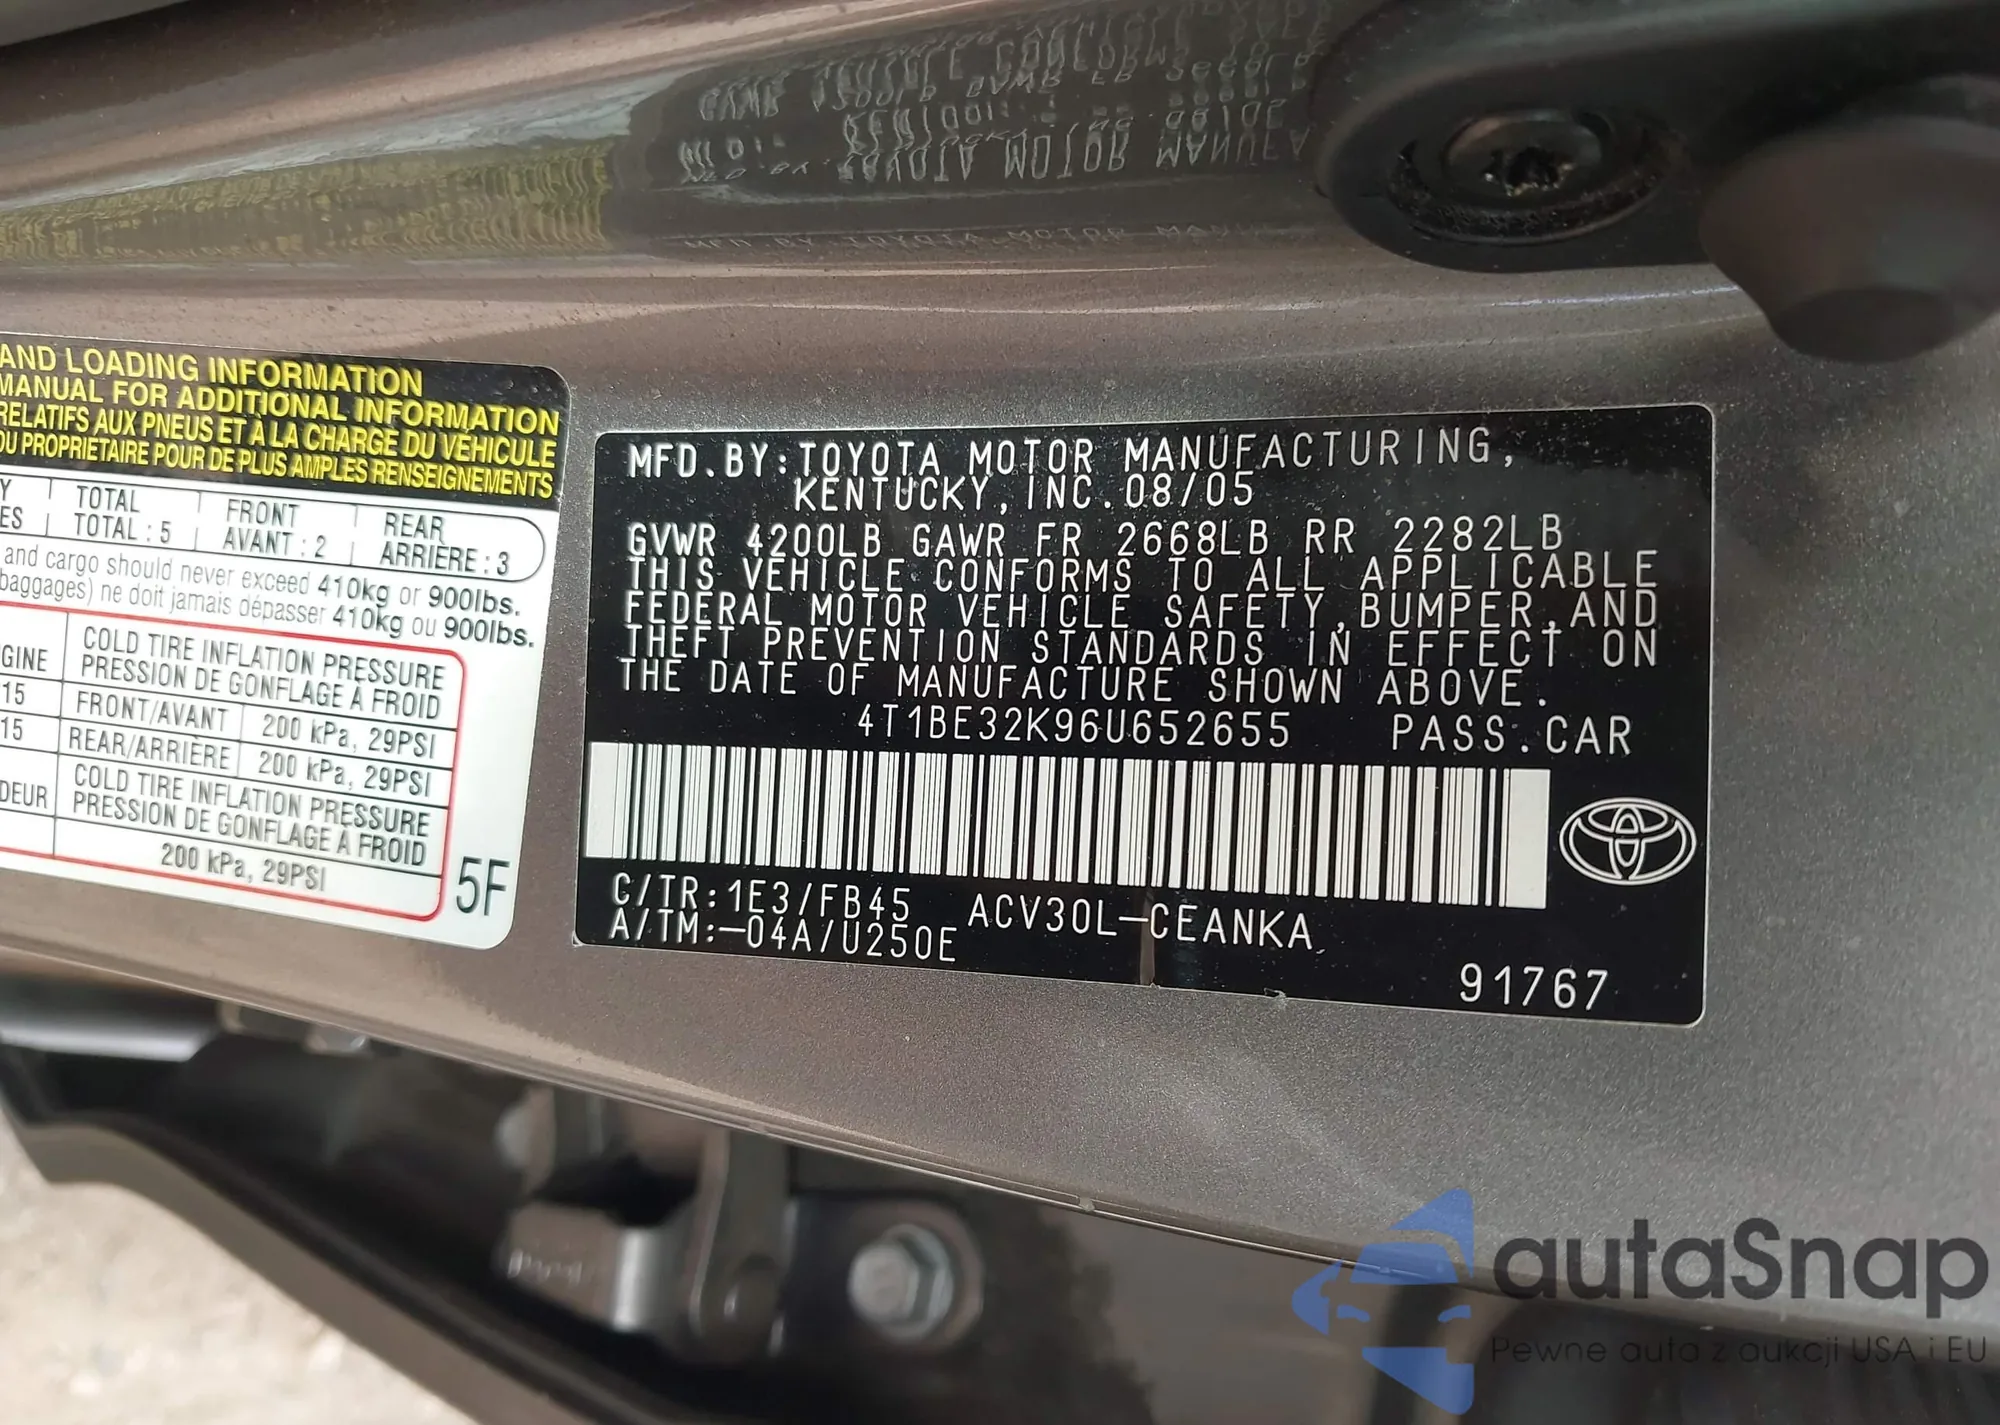 AND LOADING INFORMATION
MANUAL FOR ADDITIONAL INFORMATION
RELATIFS AUX PNEUS ET À LA CHARGE DU VÉHICULE
DU PROPRIETAIRE POUR DE PLUS AMPLES RENSEIGNEMENTS
TOTAL FRONT REAR
TOTAL : 5 AVANT : 2 ARRIÈRE : 3
and cargo should never exceed 410kg or 900lbs.
baggages) ne doit jamais dépasser 410kg ou 900lbs.
COLD TIRE INFLATION PRESSURE
PRESSION DE GONFLAGE À FROID
15 FRONT/AVANT 200 kPa, 29PSI
15 REAR/ARRIÈRE 200 kPa, 29PSI
COLD TIRE INFLATION PRESSURE
PRESSION DE GONFLAGE À FROID
200 kPa, 29PSI
5F
MFD.BY:TOYOTA MOTOR MANUFACTURING,
KENTUCKY,INC.08/05
GVWR 4200LB GAWR FR 2668LB RR 2282LB
THIS VEHICLE CONFORMS TO ALL APPLICABLE
FEDERAL MOTOR VEHICLE SAFETY,BUMPER,AND
THEFT PREVENTION STANDARDS IN EFFECT ON
THE DATE OF MANUFACTURE SHOWN ABOVE.
4T1BE32K96U652655 PASS.CAR
C/TR:1E3/FB45 ACV30L-CEANKA
A/TM:-04A/U250E
91767
autaSnap
Pewne auta z aukcji USA i EU